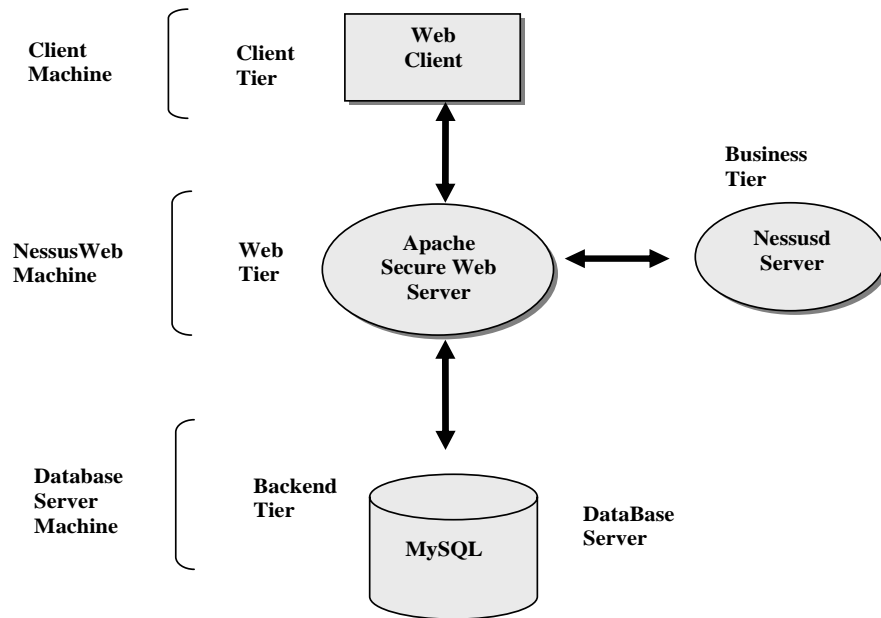 Client
Machine
Client
Tier
Web
Client
Business
Tier
NessusWeb
Machine
Web
Tier
Apache
Secure Web
Server
Nessusd
Server
Database
Server
Machine
Backend
Tier
MySQL
DataBase
Server